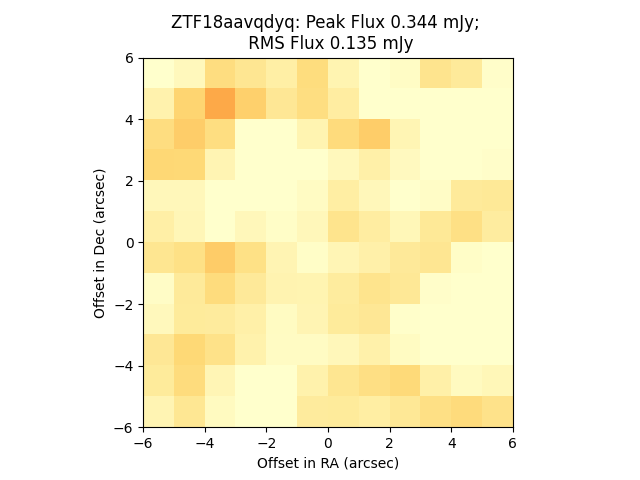 ZTF18aavqdyq: Peak Flux 0.344 mJy;
RMS Flux 0.135 mJy
6
4
2
0
−2
−4
−6
Offset in Dec (arcsec)
−6 −4 −2 0 2 4 6
Offset in RA (arcsec)